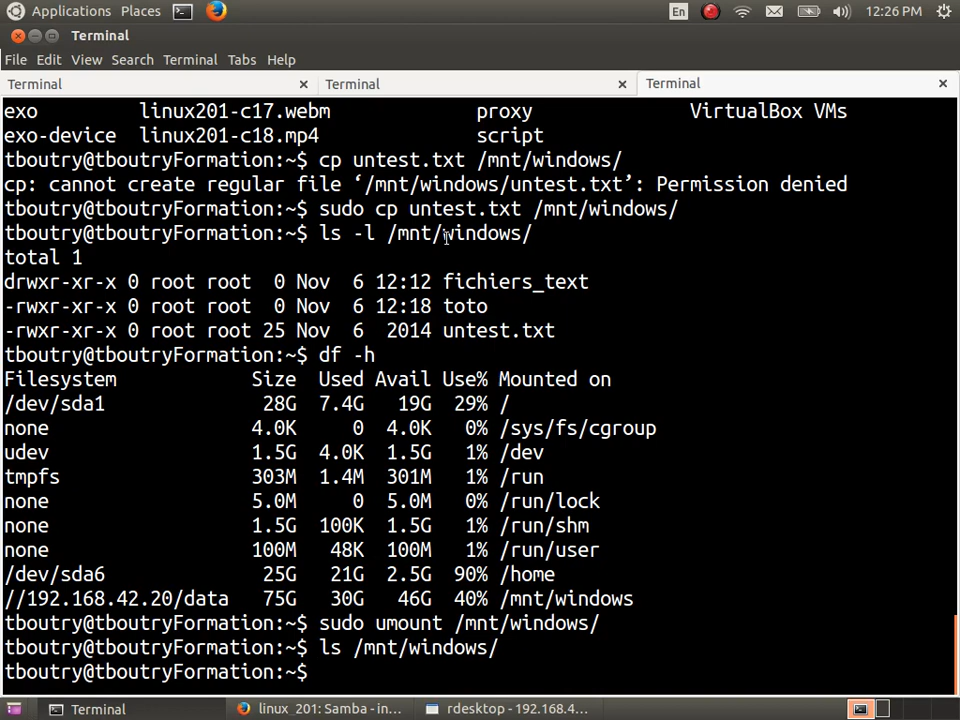 Applications Places En 12:26 PM
Terminal
File Edit View Search Terminal Tabs Help
Terminal Terminal Terminal
exo linux201-c17.webm proxy VirtualBox VMs
exo-device linux201-c18.mp4 script
tboutry@tboutryFormation:~$ cp untest.txt /mnt/windows/
cp: cannot create regular file ‘/mnt/windows/untest.txt’: Permission denied
tboutry@tboutryFormation:~$ sudo cp untest.txt /mnt/windows/
tboutry@tboutryFormation:~$ ls -l /mnt/windows/
total 1
drwxr-xr-x 0 root root 0 Nov 6 12:12 fichiers_text
-rwxr-xr-x 0 root root 0 Nov 6 12:18 toto
-rwxr-xr-x 0 root root 25 Nov 6 2014 untest.txt
tboutry@tboutryFormation:~$ df -h
Filesystem Size Used Avail Use% Mounted on
/dev/sda1 28G 7.4G 19G 29% /
none 4.0K 0 4.0K 0% /sys/fs/cgroup
udev 1.5G 4.0K 1.5G 1% /dev
tmpfs 303M 1.4M 301M 1% /run
none 5.0M 0 5.0M 0% /run/lock
none 1.5G 100K 1.5G 1% /run/shm
none 100M 48K 100M 1% /run/user
/dev/sda6 25G 21G 2.5G 90% /home
//192.168.42.20/data 75G 30G 46G 40% /mnt/windows
tboutry@tboutryFormation:~$ sudo umount /mnt/windows/
tboutry@tboutryFormation:~$ ls /mnt/windows/
tboutry@tboutryFormation:~$
Terminal linux_201: Samba - in... rdesktop - 192.168.4...